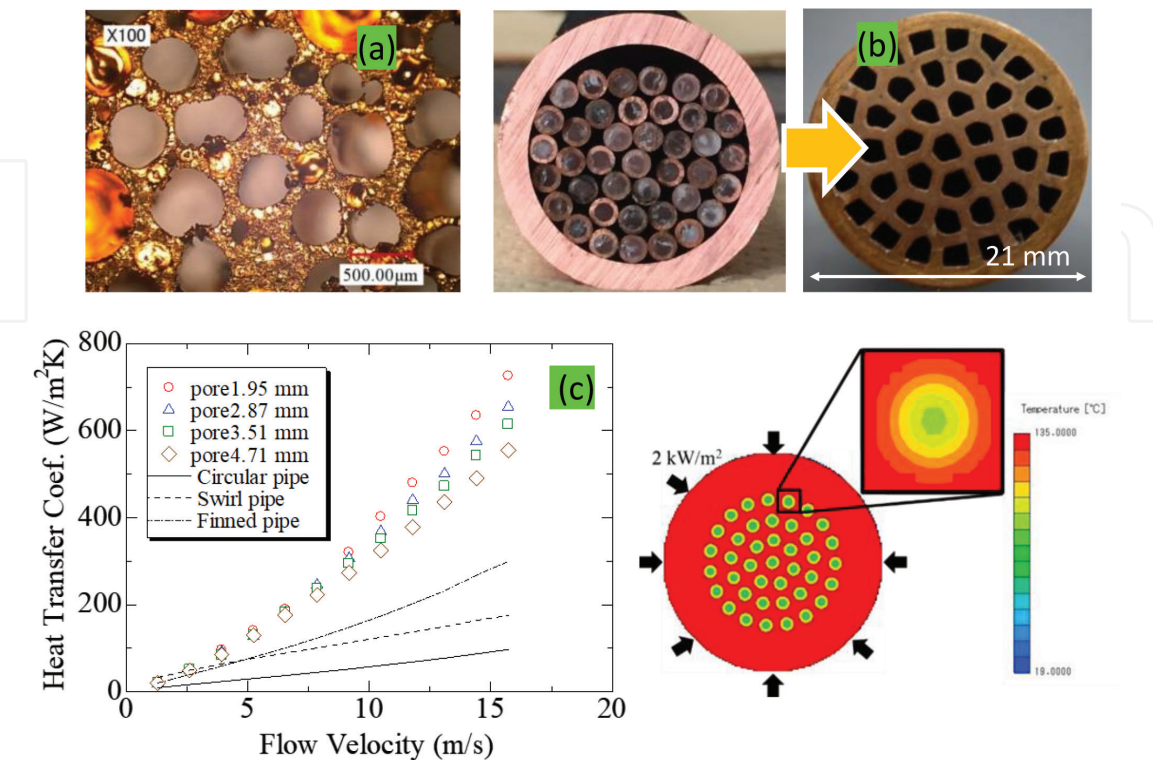 X100
(a)
500.00μm
(b)
21 mm
(c)
800
600
400
200
0
0
5
10
15
20
Heat Transfer Coef. (W/m²K)
Flow Velocity (m/s)
pore1.95 mm
pore2.87 mm
pore3.51 mm
pore4.71 mm
Circular pipe
Swirl pipe
Finned pipe
2 kW/m²
Temperature [℃]
135.0000
19.0000